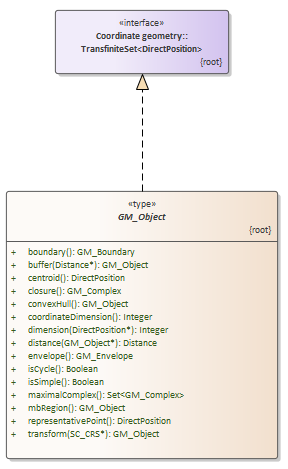 «interface»
Coordinate geometry::
TransfiniteSet<DirectPosition>
{root}
«type»
GM_Object
{root}
+ boundary(): GM_Boundary
+ buffer(Distance*): GM_Object
+ centroid(): DirectPosition
+ closure(): GM_Complex
+ convexHull(): GM_Object
+ coordinateDimension(): Integer
+ dimension(DirectPosition*): Integer
+ distance(GM_Object*): Distance
+ envelope(): GM_Envelope
+ isCycle(): Boolean
+ isSimple(): Boolean
+ maximalComplex(): Set<GM_Complex>
+ mbRegion(): GM_Object
+ representativePoint(): DirectPosition
+ transform(SC_CRS*): GM_Object